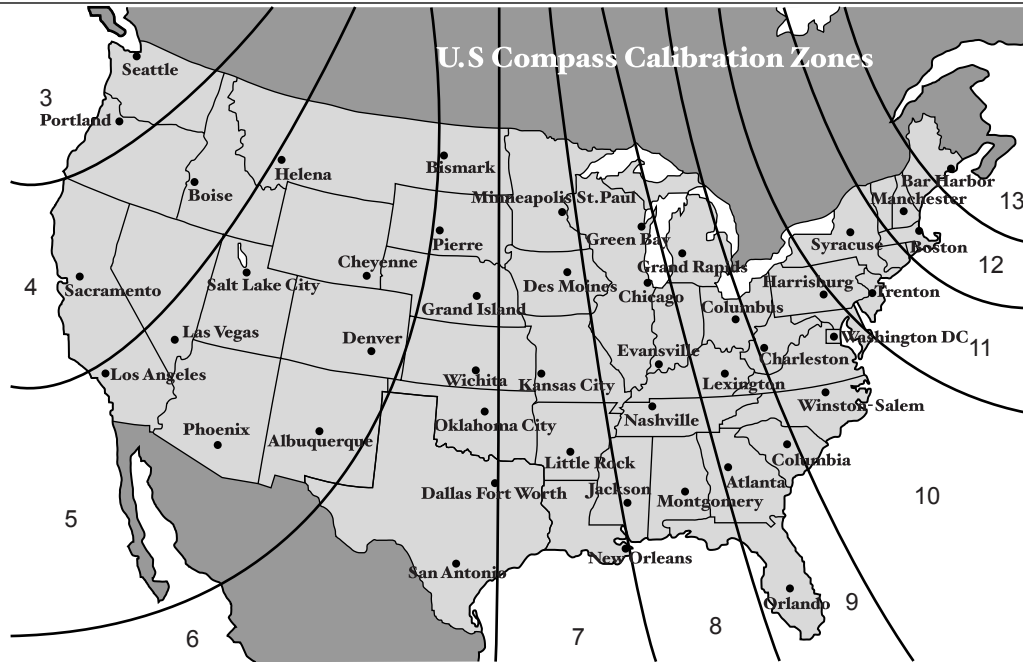 U.S Compass Calibration Zones
Seattle
3
Portland
Helena
Bismark
Boise
Minneapolis St.Paul
Bar Harbor
Manchester
13
Pierre
Green Bay
Syracuse
Boston
Cheyenne
Grand Rapids
12
4
Sacramento
Salt Lake City
Des Moines
Chicago
Harrisburg
Trenton
Grand Island
Columbus
Las Vegas
Denver
Evansville
Charleston
Washington DC
11
Los Angeles
Wichita
Kansas City
Lexington
Winston-Salem
Nashville
Phoenix
Albuquerque
Oklahoma City
Little Rock
Columbia
Dallas Fort Worth
Jackson
Atlanta
Montgomery
10
5
New Orleans
San Antonio
Orlando
9
6
7
8